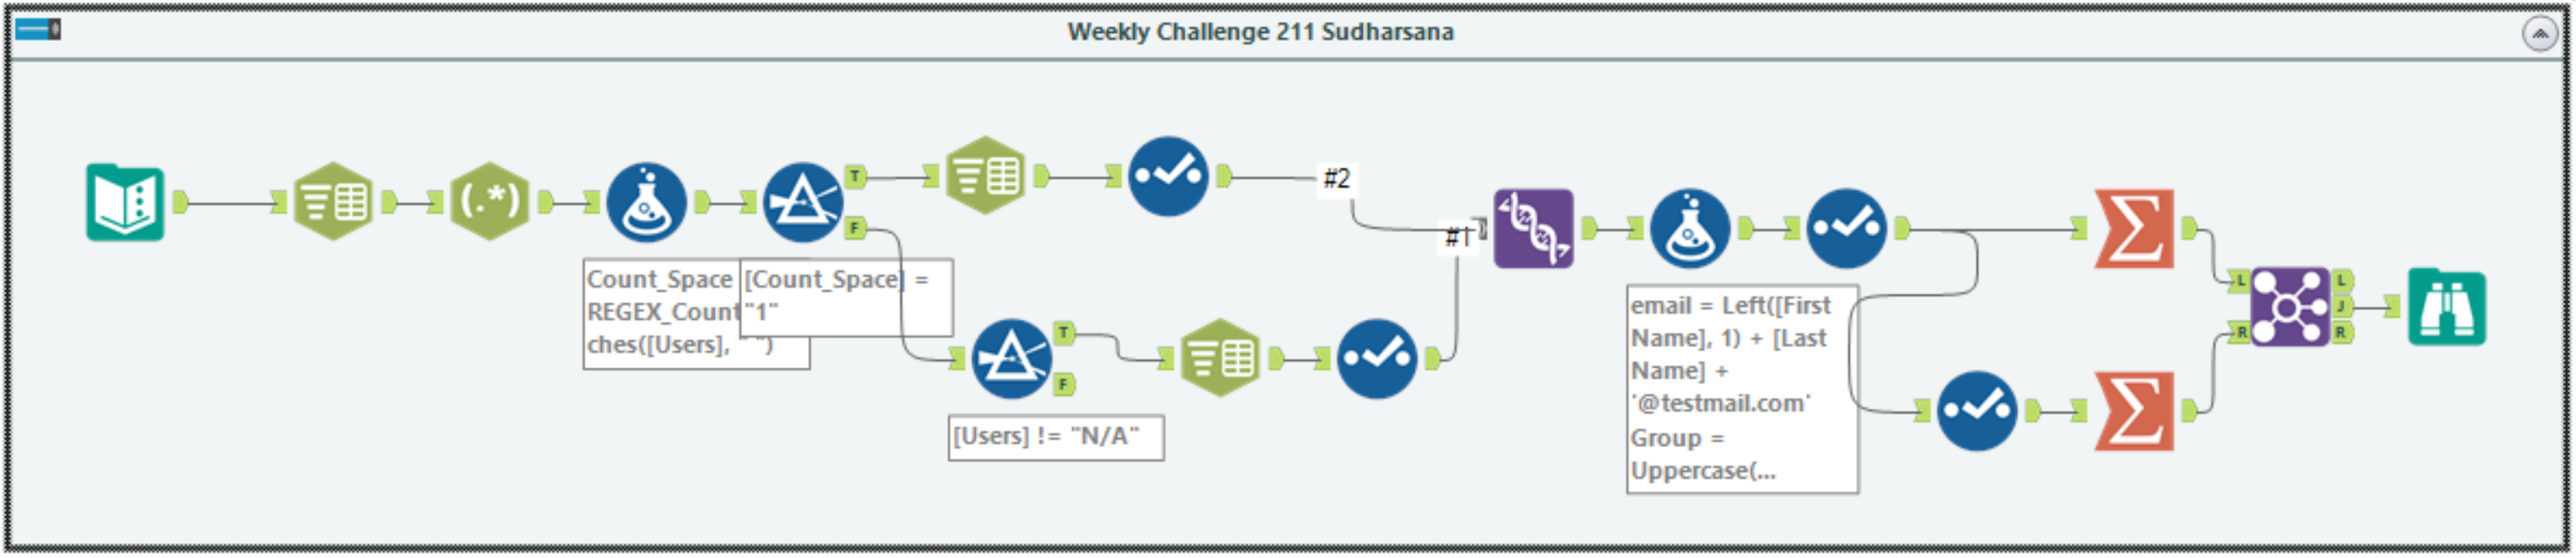 Weekly Challenge 211 Sudharsana
(.*)
T
F
#2
#1
Count_Space
REGEX_Count
ches([Users], " ")
[Count_Space] =
"1"
T
F
[Users] != "N/A"
email = Left([First
Name], 1) + [Last
Name] +
'@testmail.com'
Group =
Uppercase(...
Σ
Σ
L
R
L
J
R